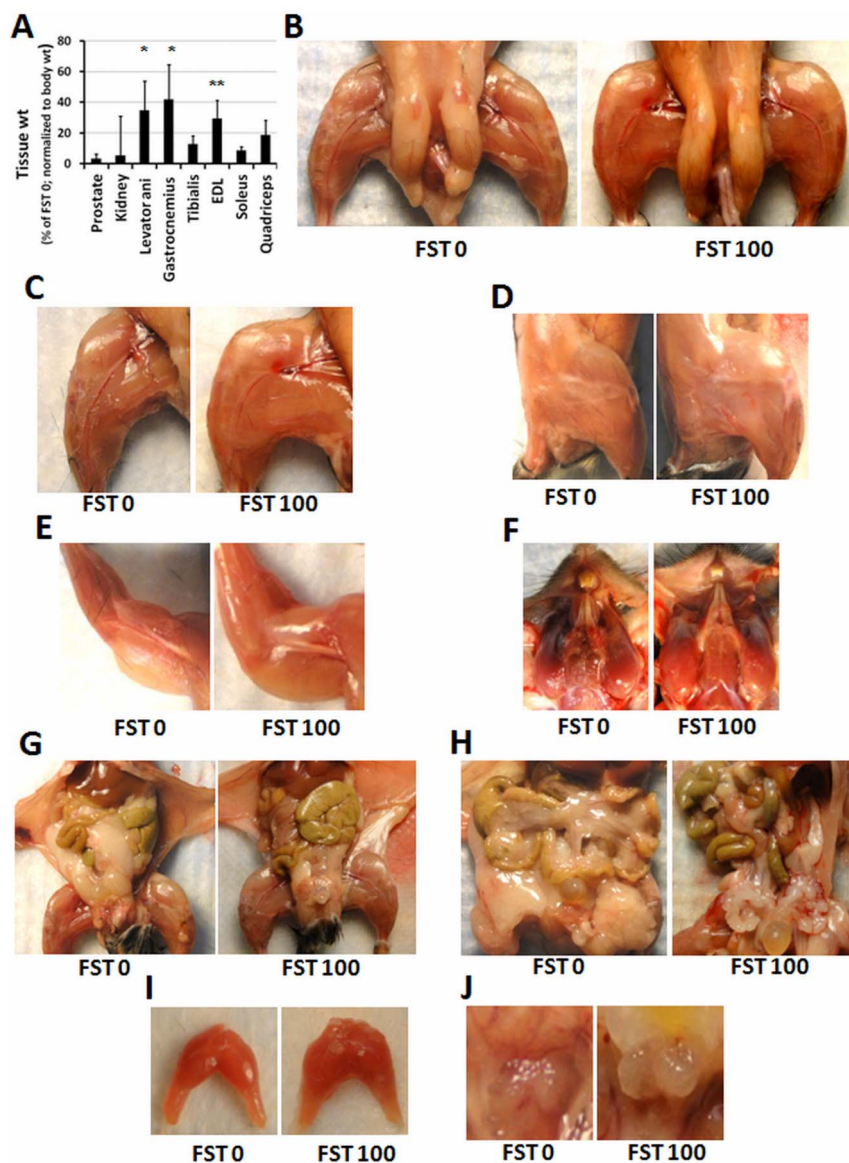 A
80
60
40
20
0
* * **
Tissue wt
(% of FST 0; normalized to body wt)
Prostate
Kidney
Levator ani
Gastrocnemius
Tibialis
EDL
Soleus
Quadriceps
B
FST 0 FST 100
C
FST 0 FST 100
D
FST 0 FST 100
E
FST 0 FST 100
F
FST 0 FST 100
G
FST 0 FST 100
H
FST 0 FST 100
I
FST 0 FST 100
J
FST 0 FST 100